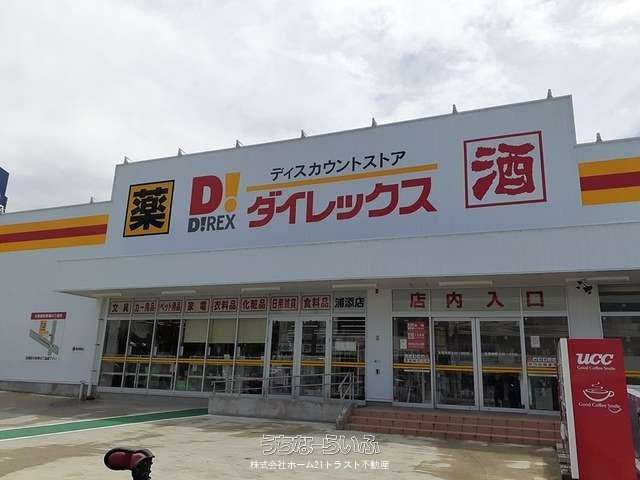 ディスカウントストア
薬
D!
D!REX
ダイレックス
酒
文具
カー用品
ペット用品
家電
衣料品
化粧品
日用雑貨
食料品
浦添店
店内入口
UCC
Good Coffee Smile
Good Coffee Smile
うちなーらいふ
株式会社ホーム21トラスト不動産